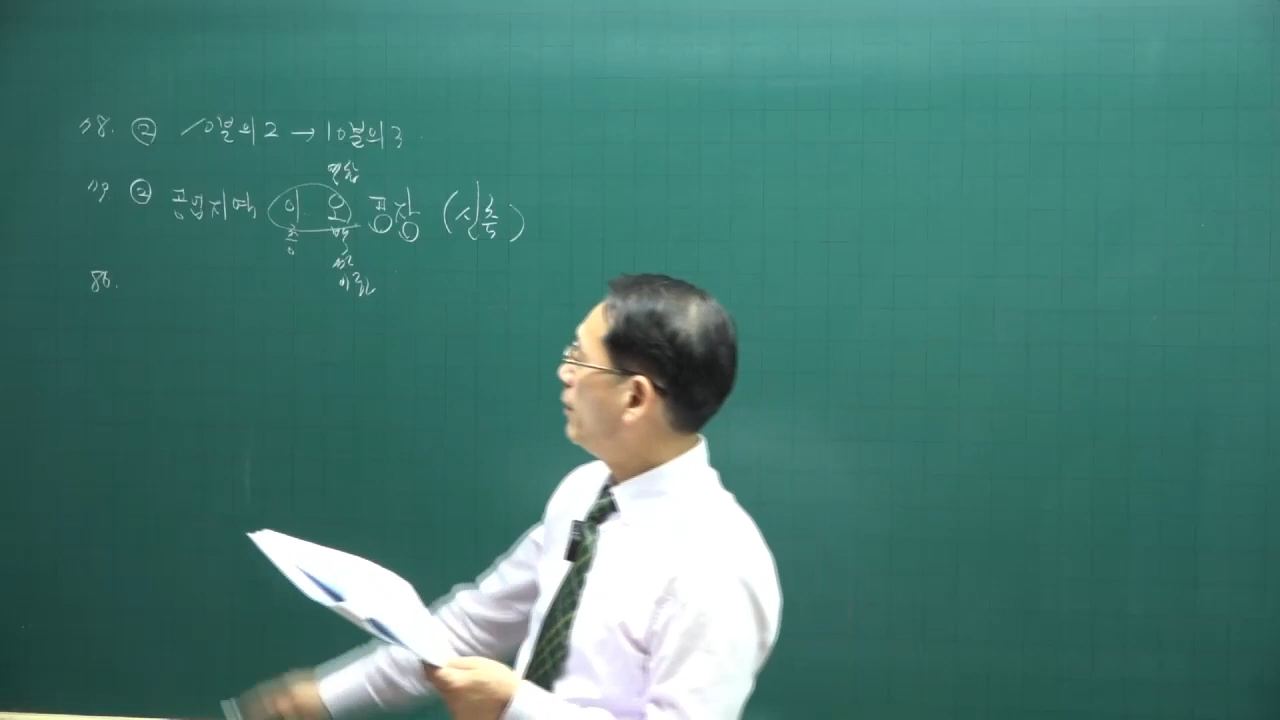 78. ② 10분의 2 → 10분의 3
79 ② 공업지역 이외 공장 (신축)
80.